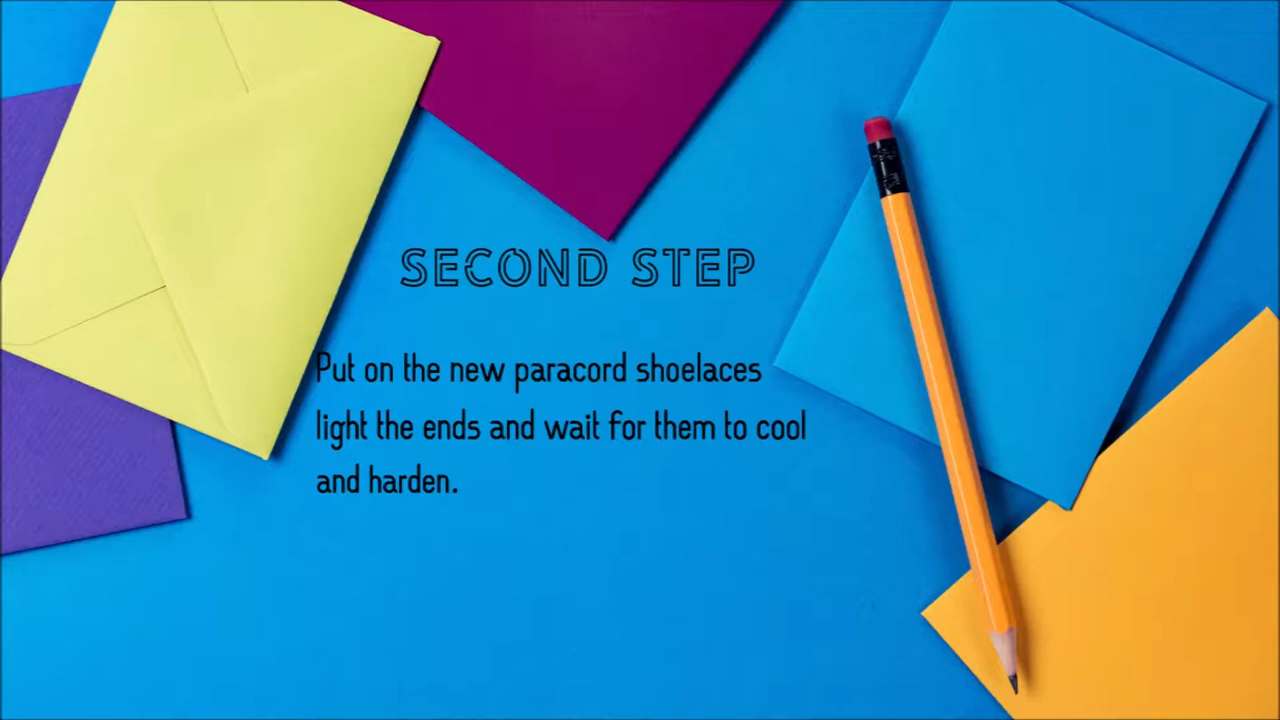 SECOND STEP
Put on the new paracord shoelaces
light the ends and wait for them to cool
and harden.